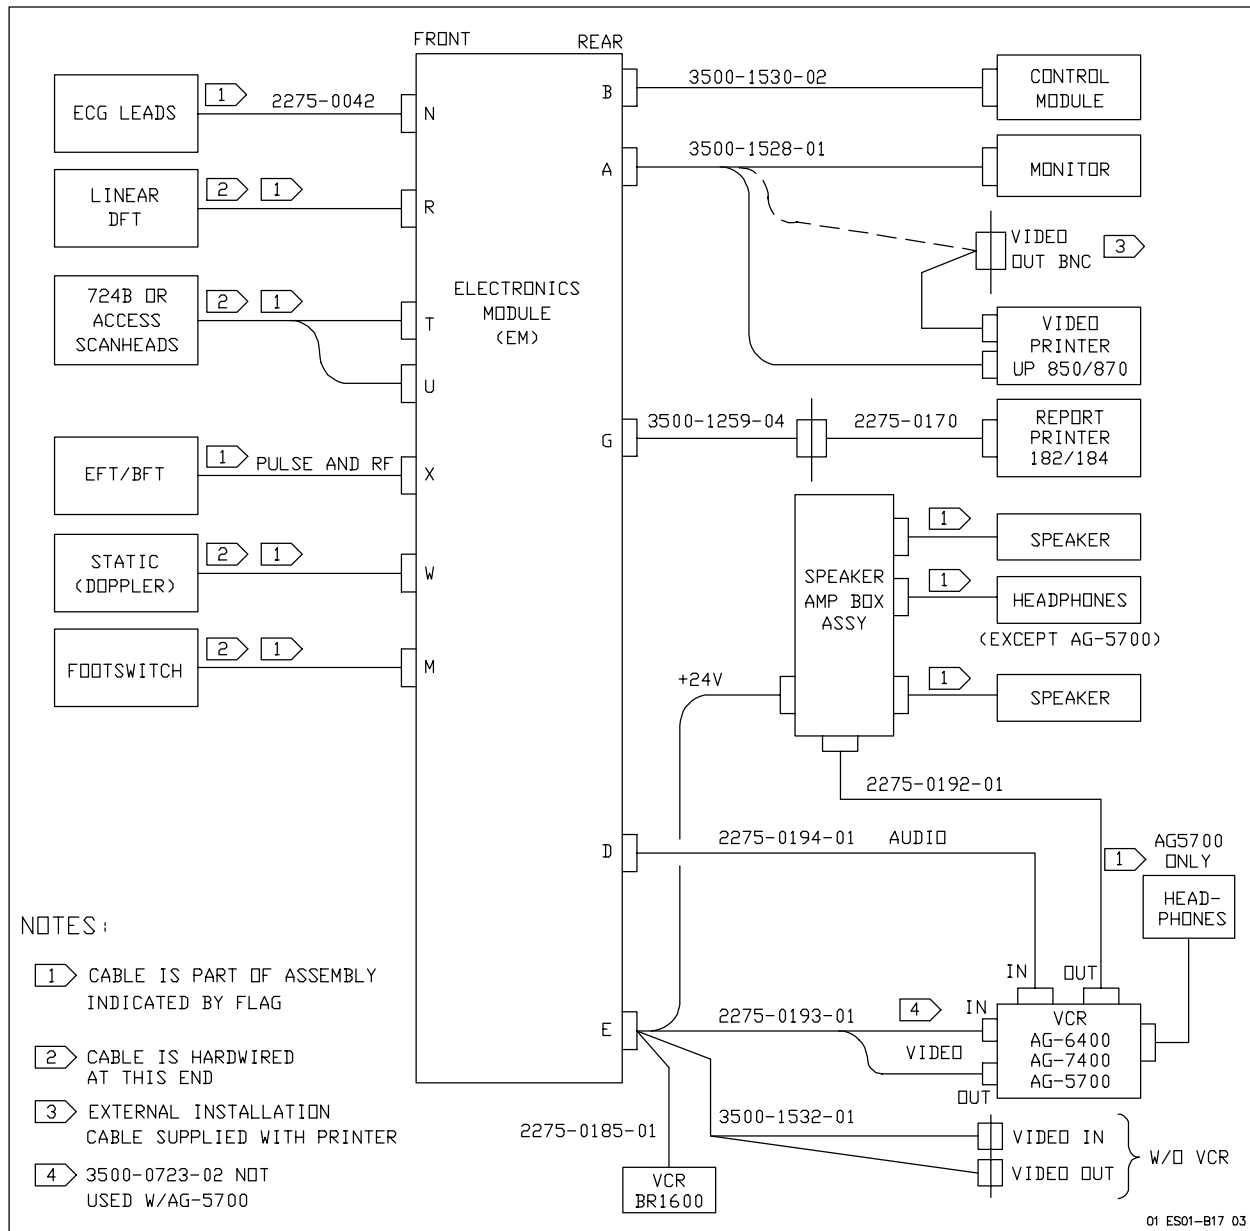 FRONT
REAR
ECG LEADS
1
2275-0042
N
LINEAR
DFT
2
1
R
724B OR
ACCESS
SCANHEADS
2
1
T
U
EFT/BFT
1
PULSE AND RF
X
STATIC
(DOPPLER)
2
1
W
FOOTSWITCH
2
1
M
ELECTRONICS
MODULE
(EM)
B
3500-1530-02
CONTROL
MODULE
A
3500-1528-01
MONITOR
VIDEO
OUT BNC
3
VIDEO
PRINTER
UP 850/870
G
3500-1259-04
2275-0170
REPORT
PRINTER
182/184
SPEAKER
AMP BOX
ASSY
1
SPEAKER
1
HEADPHONES
(EXCEPT AG-5700)
1
SPEAKER
+24V
2275-0192-01
D
2275-0194-01
AUDIO
1
AG5700
ONLY
HEAD-
PHONES
IN
OUT
E
2275-0193-01
4
IN
VIDEO
OUT
VCR
AG-6400
AG-7400
AG-5700
3500-1532-01
2275-0185-01
VCR
BR1600
VIDEO IN
VIDEO OUT
W/O VCR
NOTES:
1 CABLE IS PART OF ASSEMBLY
INDICATED BY FLAG
2 CABLE IS HARDWIRED
AT THIS END
3 EXTERNAL INSTALLATION
CABLE SUPPLIED WITH PRINTER
4 3500-0723-02 NOT
USED W/AG-5700
01 ES01-B17 03